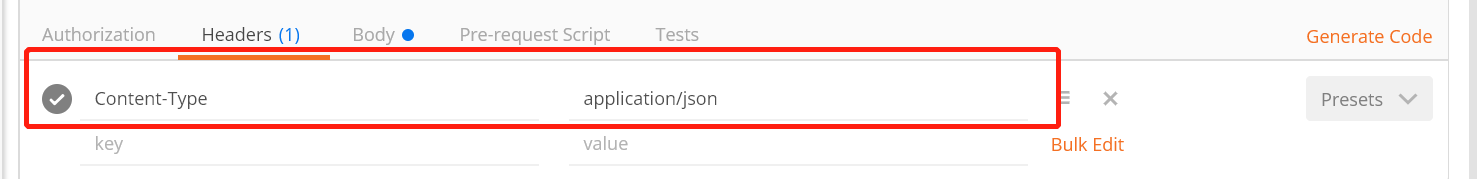 Authorization Headers (1) Body Pre-request Script Tests Generate Code
Content-Type application/json Presets
key value Bulk Edit